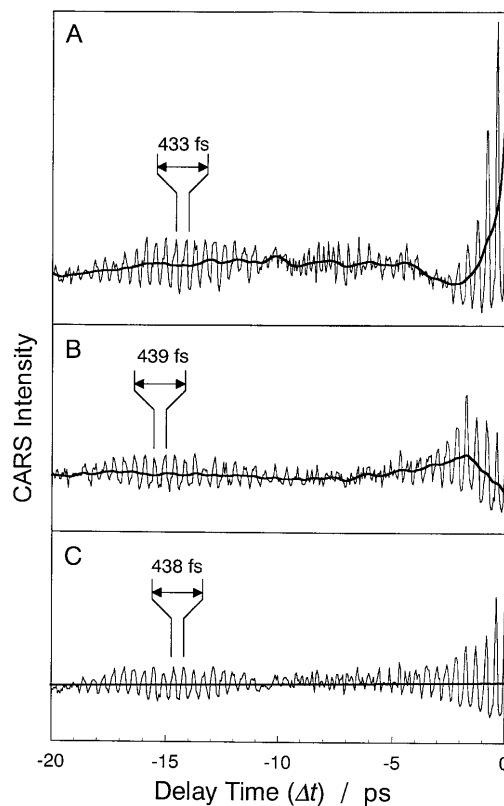 A
433 fs
B
439 fs
CARS Intensity
C
438 fs
-20 -15 -10 -5 0
Delay Time (Δt) / ps